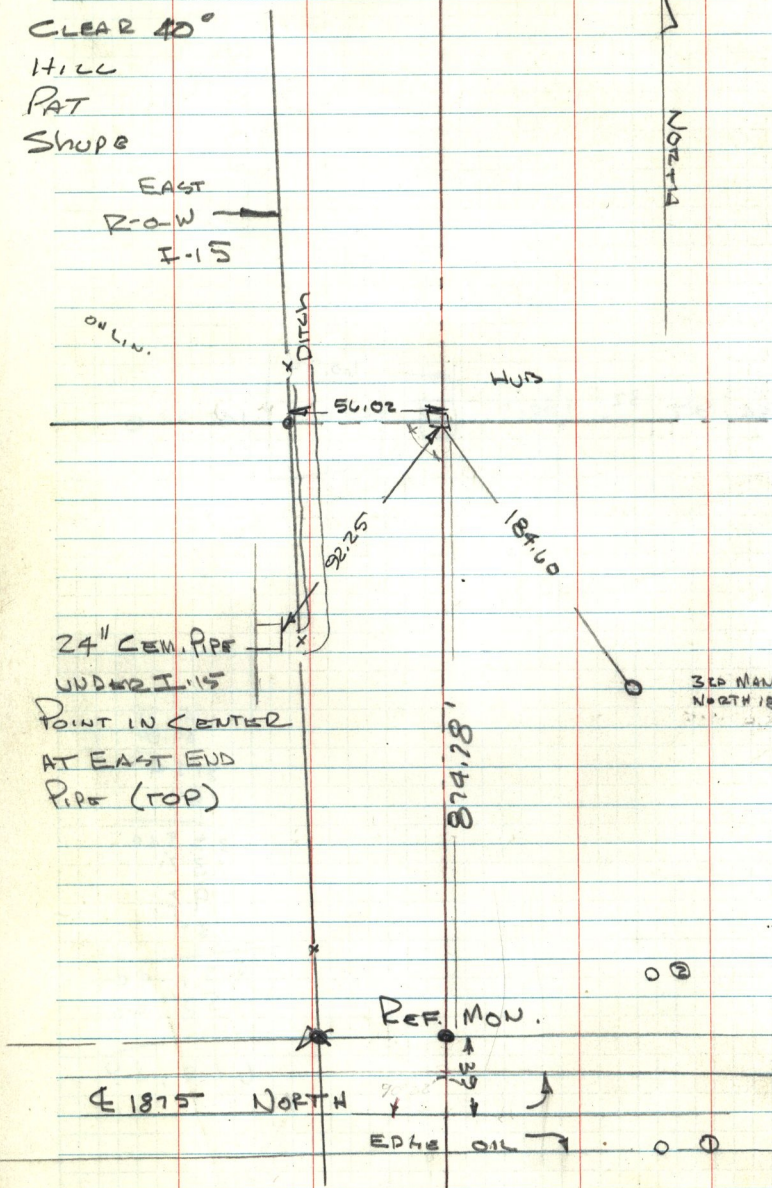 CLEAR 40°
HILL
PAT
Shupe
NORTH
EAST
R-O-W
I-15
ON LIN.
DITCH
HUB
56.02
92.25
184.60
24" CEM. PIPE
UNDER I-15
POINT IN CENTER
AT EAST END
PIPE (TOP)
3RD MAN
NORTH 18
874.28'
②
REF. MON.
39
℄ 1875 NORTH
EDGE OIL
①